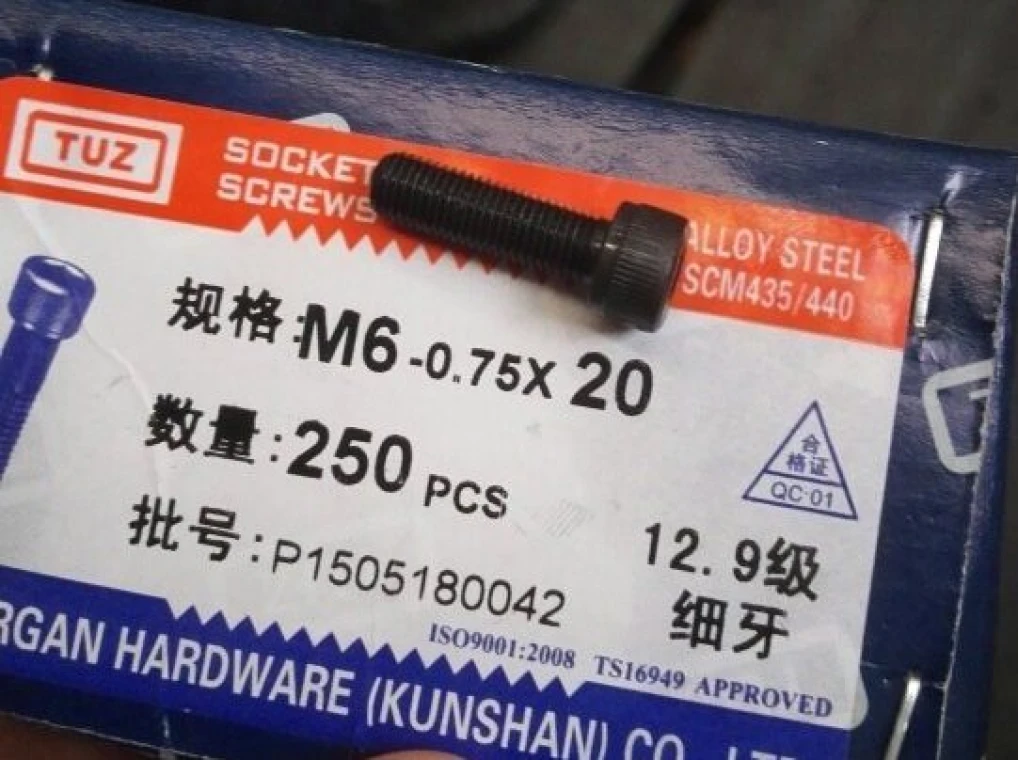 TUZ
SOCKET
SCREWS
ALLOY STEEL
SCM435/440
规格:M6-0.75X 20
数量:250 PCS
批号:P1505180042
合
格证
QC·01
12.9级
细牙
ISO9001:2008 TS16949 APPROVED
HARDWARE (KUNSHAN) CO.